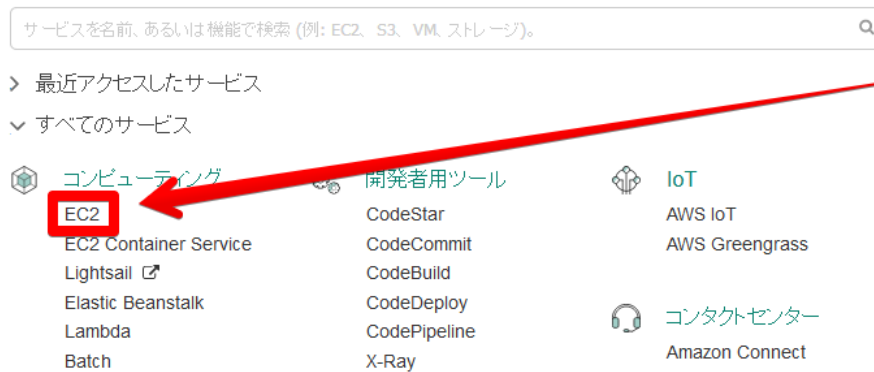 サービスを名前、あるいは機能で検索 (例: EC2、S3、VM、ストレージ)。
最近アクセスしたサービス
すべてのサービス
コンピューティング
EC2
EC2 Container Service
Lightsail
Elastic Beanstalk
Lambda
Batch
開発者用ツール
CodeStar
CodeCommit
CodeBuild
CodeDeploy
CodePipeline
X-Ray
IoT
AWS IoT
AWS Greengrass
コンタクトセンター
Amazon Connect